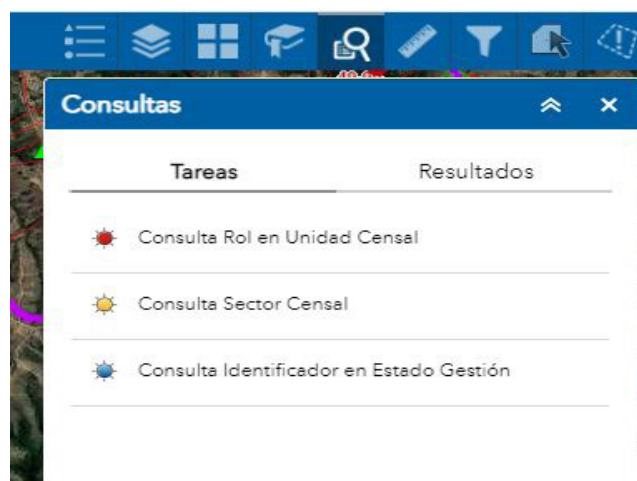 Consultas
Tareas
Resultados
Consulta Rol en Unidad Censal
Consulta Sector Censal
Consulta Identificador en Estado Gestión